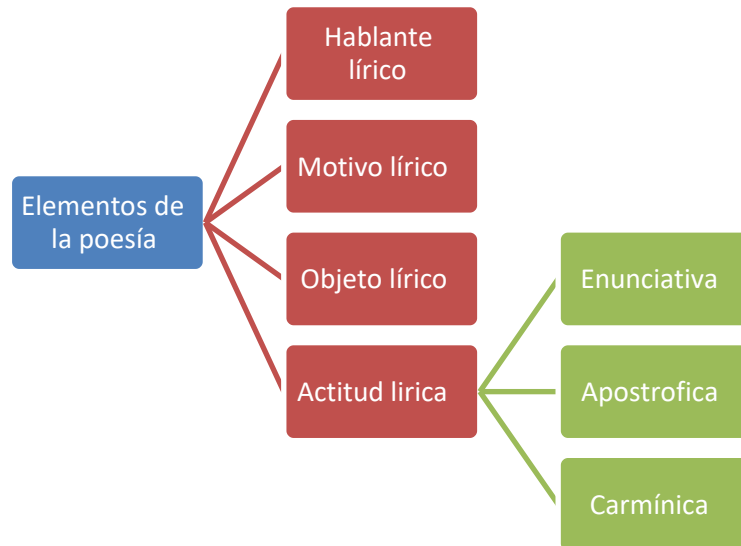 Elementos de
la poesía
Hablante
lírico
Motivo lírico
Objeto lírico
Actitud lirica
Enunciativa
Apostrofica
Carmínica